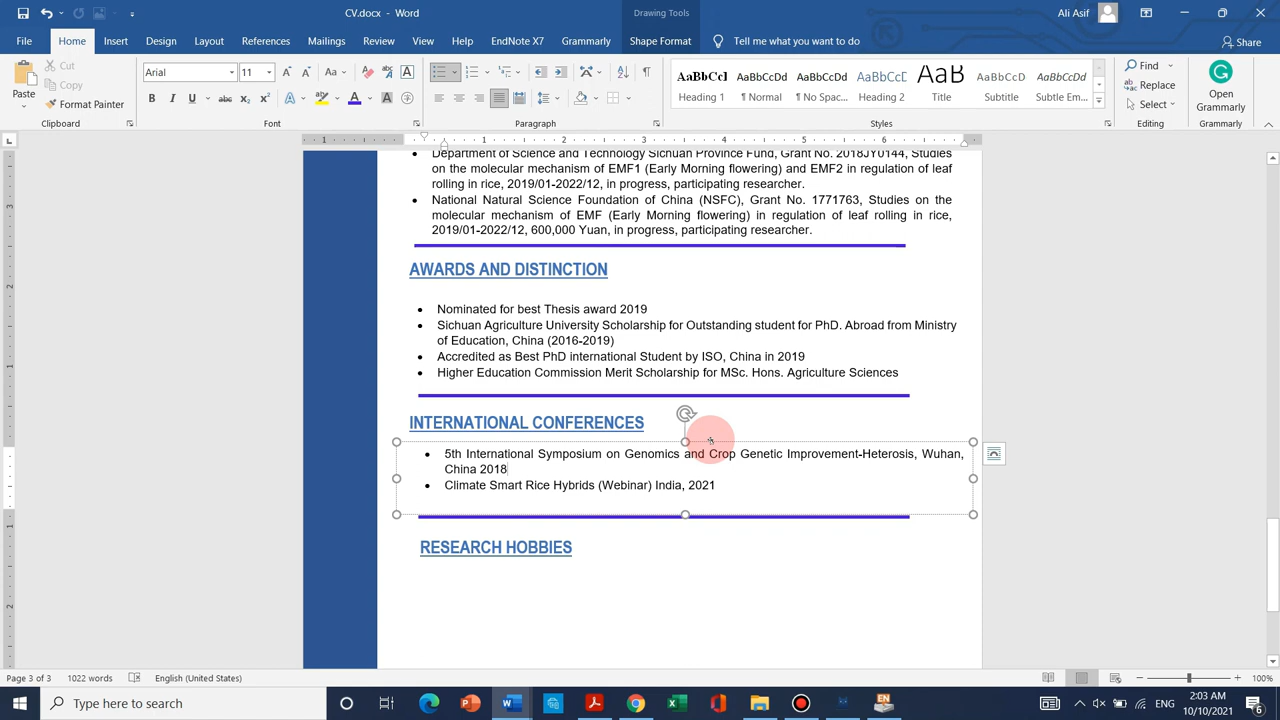 CV.docx - Word
Drawing Tools
Ali Asif
File Home Insert Draw Design Layout References Mailings Review View Help EndNote X7 Grammarly Shape Format Tell me what you want to do Share
Paste
Cut
Copy
Format Painter
Clipboard
Arial 11
Font
Paragraph
AaBbCcI AaBbCcDd AaBbCcDd AaBbCcD AaB AaBbCcD AaBbCcDd
Heading 1 ¶ Normal ¶ No Spac... Heading 2 Title Subtitle Subtle Em...
Styles
Find
Replace
Select
Editing
Open
Grammarly
Grammarly
1 1 2 3 4 5 6
Department of Science and Technology Sichuan Province Fund, Grant No. 2018JY0144, Studies
on the molecular mechanism of EMF1 (Early Morning flowering) and EMF2 in regulation of leaf
rolling in rice, 2019/01-2022/12, in progress, participating researcher.
• National Natural Science Foundation of China (NSFC), Grant No. 1771763, Studies on the
molecular mechanism of EMF (Early Morning flowering) in regulation of leaf rolling in rice,
2019/01-2022/12, 600,000 Yuan, in progress, participating researcher.
AWARDS AND DISTINCTION
• Nominated for best Thesis award 2019
• Sichuan Agriculture University Scholarship for Outstanding student for PhD. Abroad from Ministry
of Education, China (2016-2019)
• Accredited as Best PhD international Student by ISO, China in 2019
• Higher Education Commission Merit Scholarship for MSc. Hons. Agriculture Sciences
INTERNATIONAL CONFERENCES
• 5th International Symposium on Genomics and Crop Genetic Improvement-Heterosis, Wuhan,
China 2018
• Climate Smart Rice Hybrids (Webinar) India, 2021
RESEARCH HOBBIES
Page 3 of 3 1022 words English (United States) 100%
Type here to search
2:03 AM
10/10/2021
6